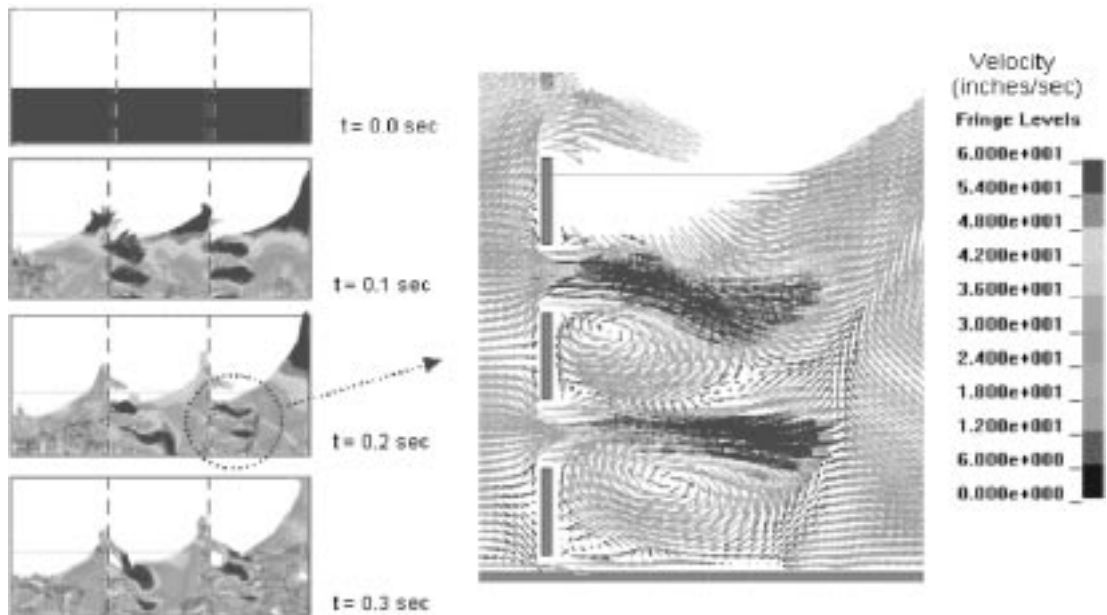 t = 0.0 sec
t = 0.1 sec
t = 0.2 sec
t = 0.3 sec
Velocity
(inches/sec)
Fringe Levels
6.000e+001
5.400e+001
4.800e+001
4.200e+001
3.600e+001
3.000e+001
2.400e+001
1.800e+001
1.200e+001
6.000e+000
0.000e+000